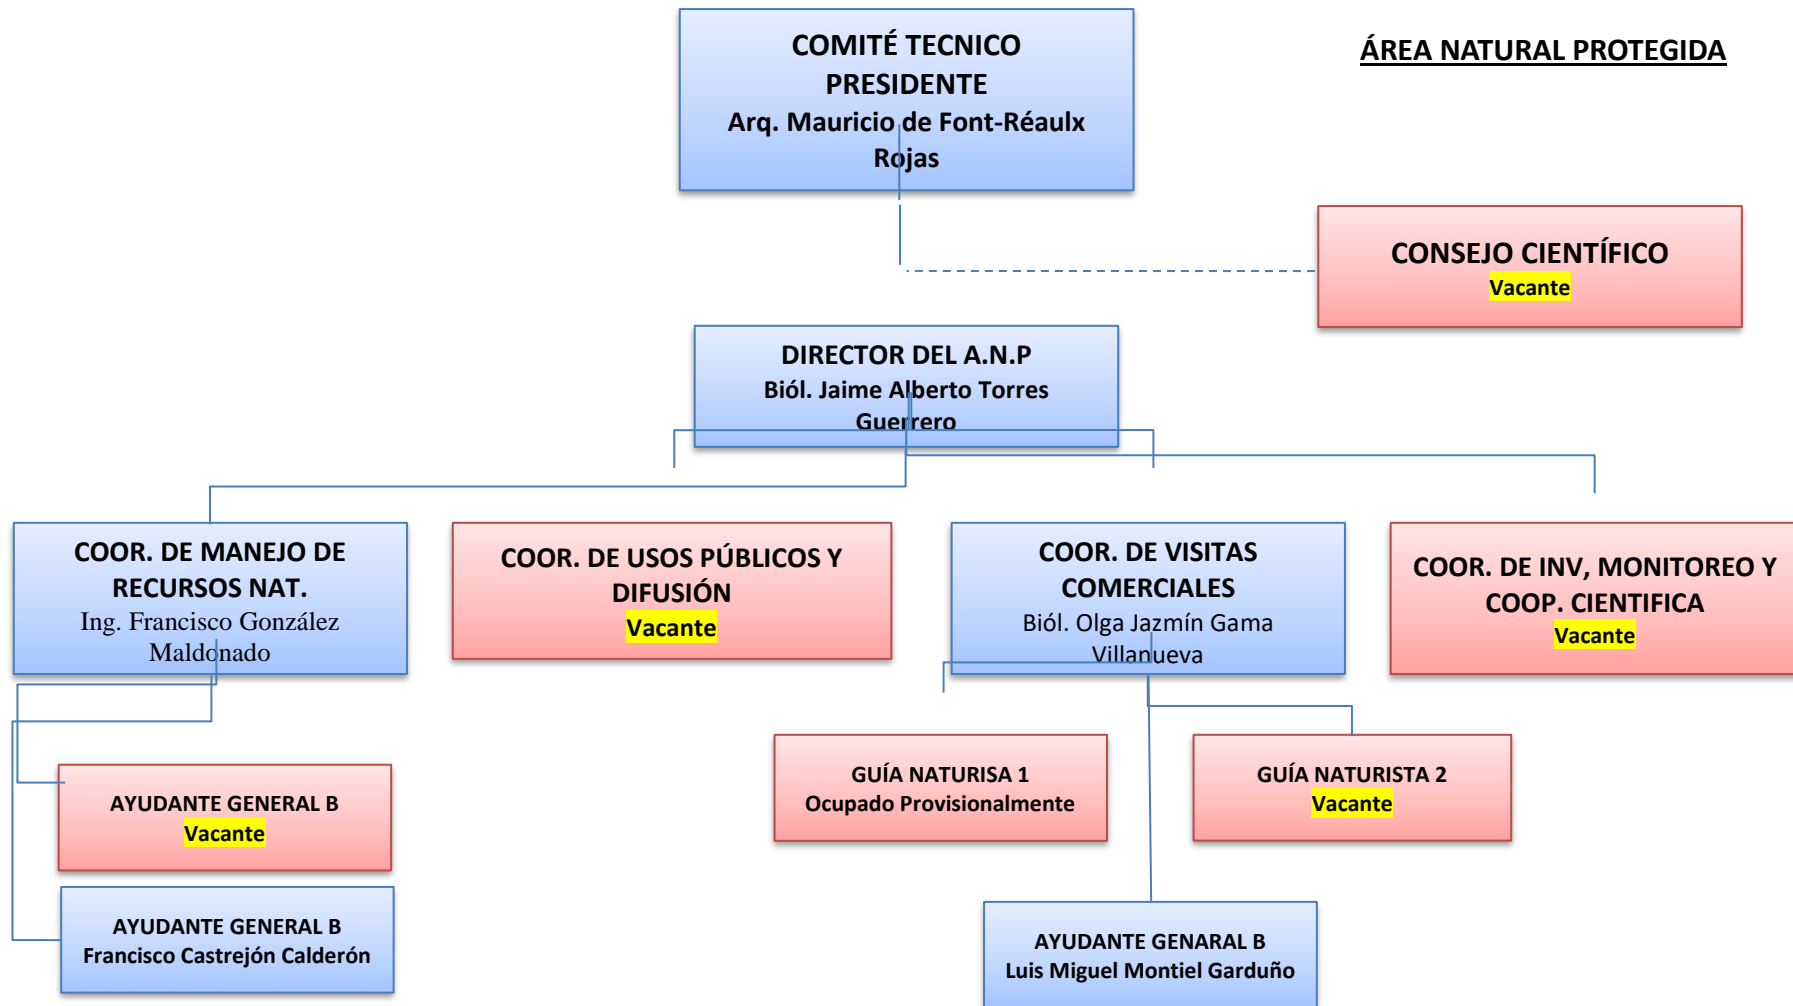 COMITÉ TECNICO
PRESIDENTE
Arq. Mauricio de Font-Réaulx
Rojas
ÁREA NATURAL PROTEGIDA
CONSEJO CIENTÍFICO
Vacante
DIRECTOR DEL A.N.P
Biól. Jaime Alberto Torres
Guerrero
COOR. DE MANEJO DE
RECURSOS NAT.
Ing. Francisco González
Maldonado
COOR. DE USOS PÚBLICOS Y
DIFUSIÓN
Vacante
COOR. DE VISITAS
COMERCIALES
Biól. Olga Jazmín Gama
Villanueva
COOR. DE INV, MONITOREO Y
COOP. CIENTIFICA
Vacante
AYUDANTE GENERAL B
Vacante
GUÍA NATURISA 1
Ocupado Provisionalmente
GUÍA NATURISTA 2
Vacante
AYUDANTE GENERAL B
Francisco Castrejón Calderón
AYUDANTE GENARAL B
Luis Miguel Montiel Garduño